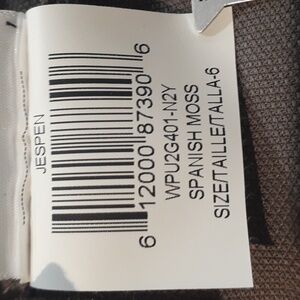 JESPEN
6 12000 87390 6
WPU2G401-N2Y
SPANISH MOSS
SIZE/TAILLE/TALLA-6